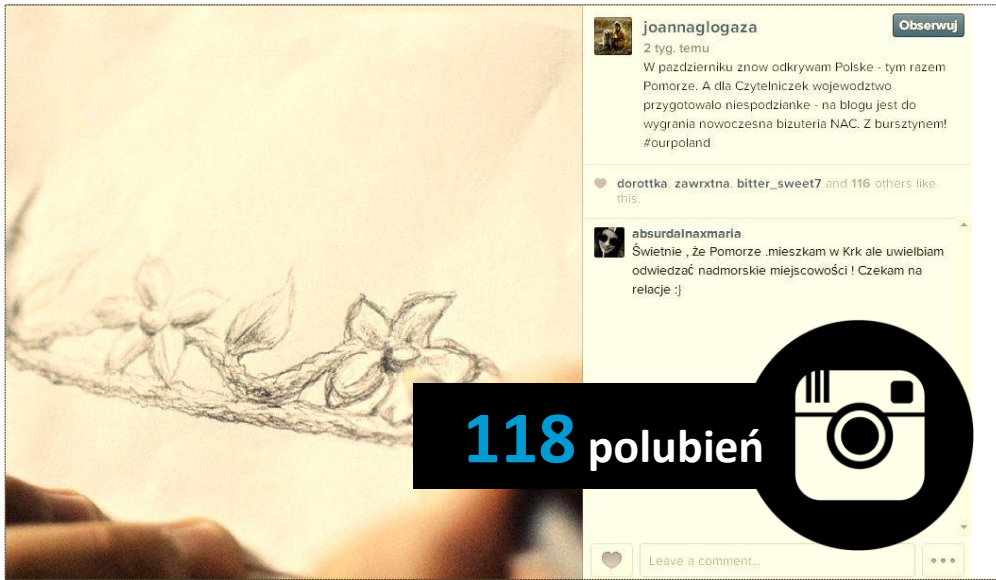 joannaglogaza
Obserwuj
2 tyg. temu
W pazdzierniku znow odkrywam Polske - tym razem
Pomorze. A dla Czytelniczek wojewodztwo
przygotowalo niespodzianke - na blogu jest do
wygrania nowoczesna bizuteria NAC. Z bursztynem!
#ourpoland
dorottka, zawrxtna, bitter_sweet7 and 116 others like
this.
absurdalnaxmaria
Świetnie , że Pomorze .mieszkam w Krk ale uwielbiam
odwiedzać nadmorskie miejscowości ! Czekam na
relacje :}
118 polubień
Leave a comment...